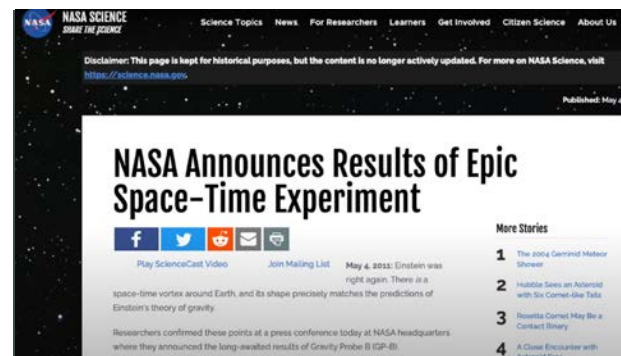 NASA
NASA SCIENCE
SHARE THE SCIENCE
Science Topics News For Researchers Learners Get Involved Citizen Science About Us
Disclaimer: This page is kept for historical purposes, but the content is no longer actively updated. For more on NASA Science, visit
https://science.nasa.gov.
Published: May 4
NASA Announces Results of Epic
Space-Time Experiment
Play ScienceCast Video Join Mailing List
May 4, 2011: Einstein was
right again. There is a
space-time vortex around Earth, and its shape precisely matches the predictions of
Einstein's theory of gravity.
Researchers confirmed these points at a press conference today at NASA headquarters
where they announced the long-awaited results of Gravity Probe B (GP-B).
More Stories
1 The 2004 Geminid Meteor
Shower
2 Hubble Sees an Asteroid
with Six Comet-like Tails
3 Rosetta Comet May Be a
Contact Binary
4 A Close Encounter with